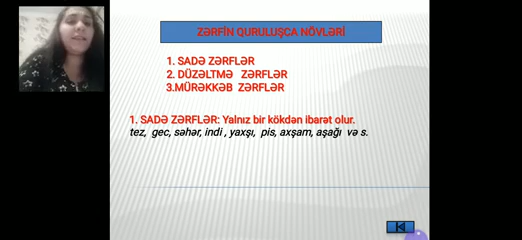 ZƏRFİN QURULUŞCA NÖVLƏRİ
1. SADƏ ZƏRFLƏR
2. DÜZƏLTMƏ ZƏRFLƏR
3.MÜRƏKKƏB ZƏRFLƏR
1. SADƏ ZƏRFLƏR: Yalnız bir kökdən ibarət olur.
tez, gec, səhər, indi , yaxşı, pis, axşam, aşağı və s.